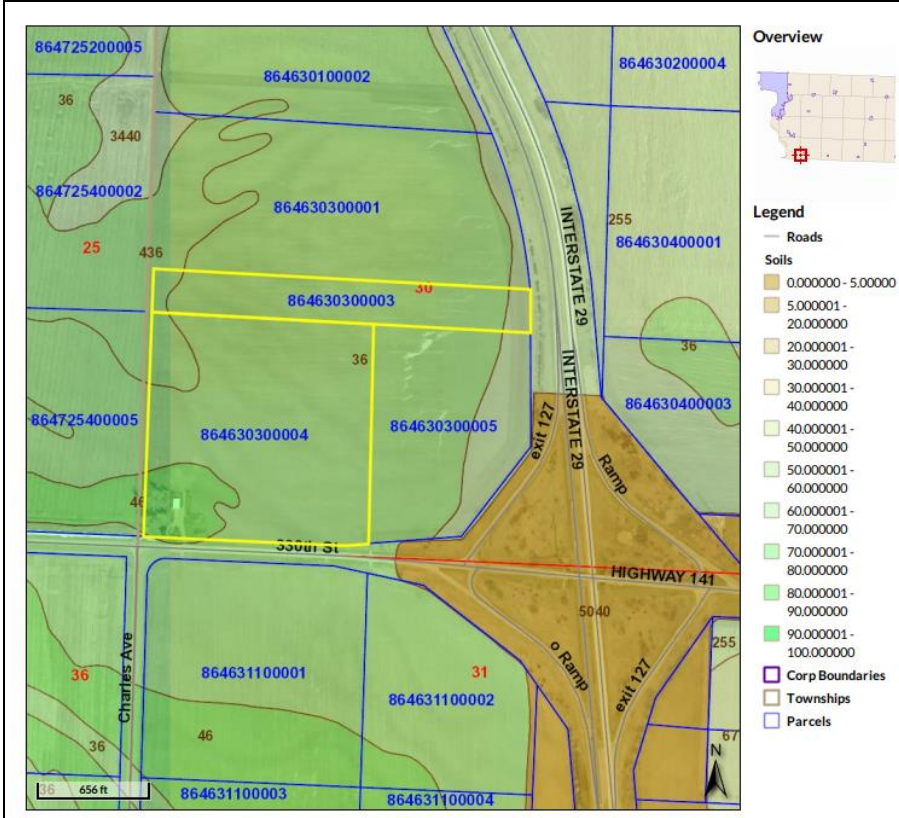 864725200005
864630100002
864630200004
36
3440
864725400002
864630300001
255
864630400001
25
436
INTERSTATE 29
30
864630300003
36
36
INTERSTATE 29
864725400005
864630300004
864630300005
864630400003
exit 127
Ramp
46
330th St
HIGHWAY 141
5040
Charles Ave
864631100001
31
864631100002
255
36
o Ramp
exit 127
46
36
67
N
36
656 ft
864631100003
864631100004
Overview
Legend
Roads
Soils
0.000000 - 5.00000
5.000001 -
20.000000
20.000001 -
30.000000
30.000001 -
40.000000
40.000001 -
50.000000
50.000001 -
60.000000
60.000001 -
70.000000
70.000001 -
80.000000
80.000001 -
90.000000
90.000001 -
100.000000
Corp Boundaries
Townships
Parcels